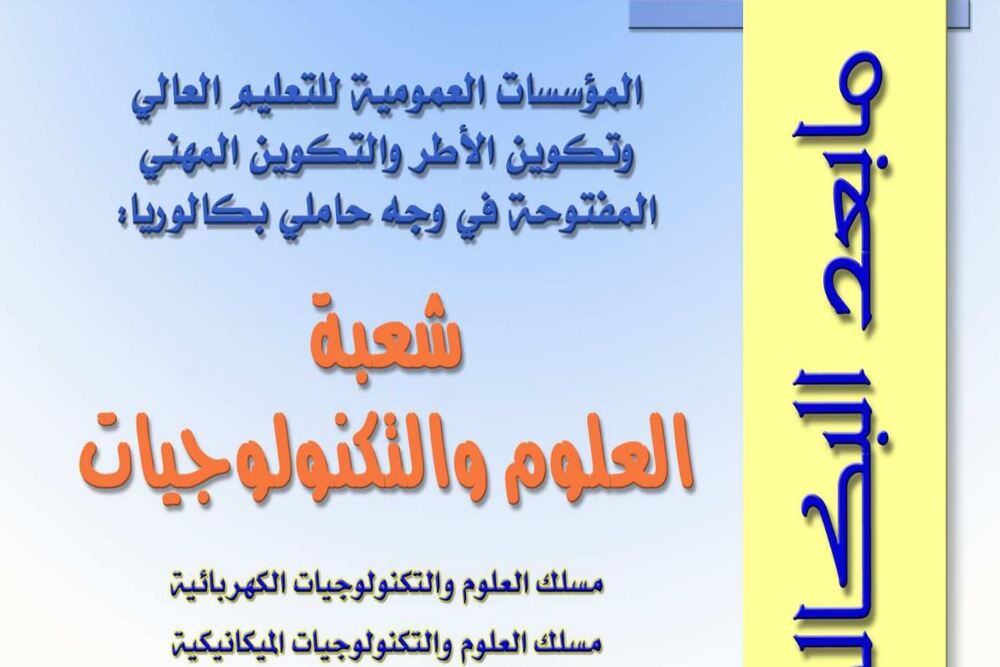 المؤسسات العمومية للتعليم العالي
وتكوين الأطر والتكوين المهني
المفتوحة في وجه حاملي بكالوريا:
شعبة
العلوم والتكنولوجيات
مسلك العلوم والتكنولوجيات الكهربائية
مسلك العلوم والتكنولوجيات الميكانيكية
مابعد